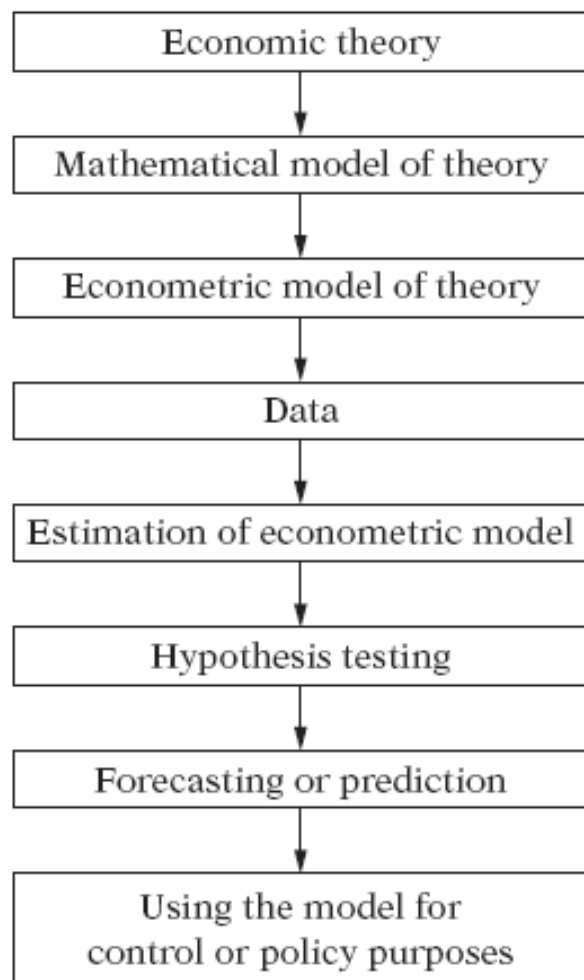 Economic theory
Mathematical model of theory
Econometric model of theory
Data
Estimation of econometric model
Hypothesis testing
Forecasting or prediction
Using the model for
control or policy purposes